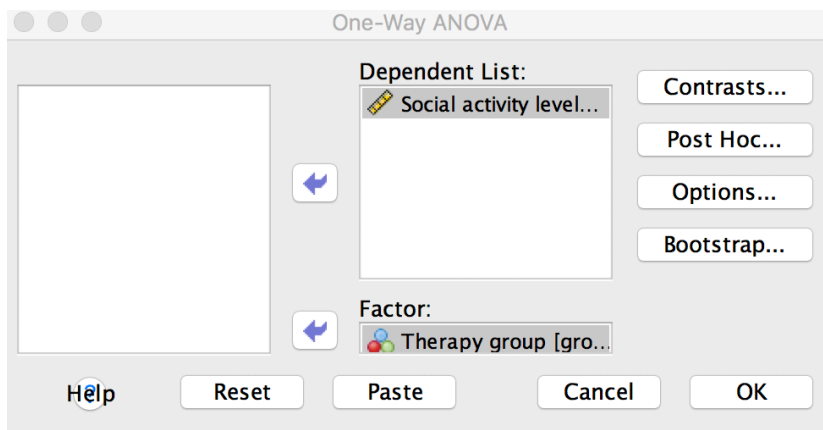 One-Way ANOVA
Dependent List:
Social activity level...
Contrasts...
Post Hoc...
Options...
Bootstrap...
Factor:
Therapy group [gro...
Help
Reset
Paste
Cancel
OK